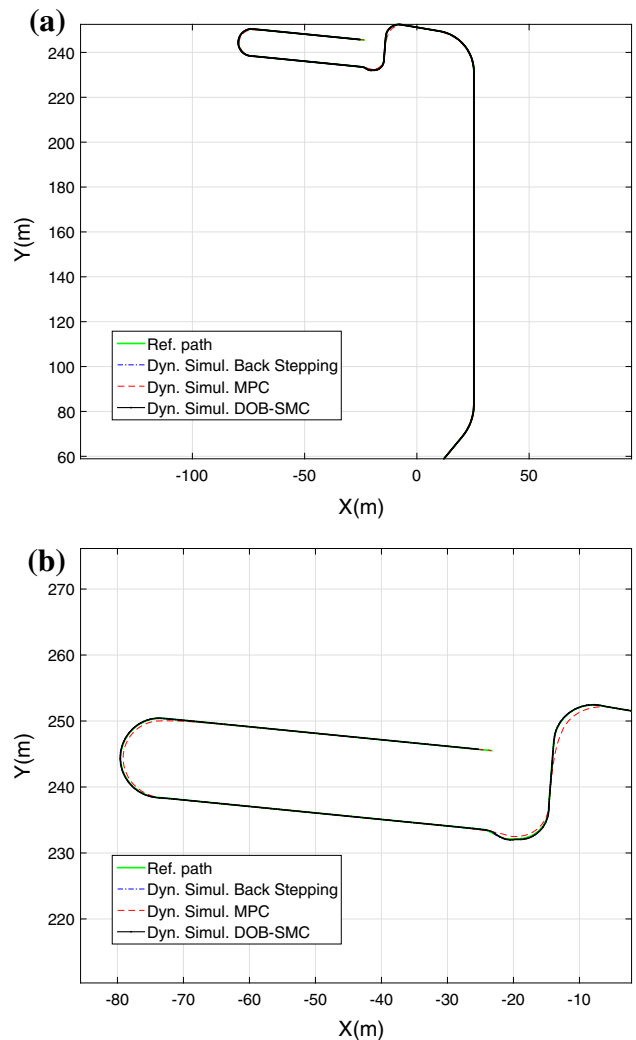 (a)
240
220
200
180
160
140
120
100
80
60
Y(m)
Ref. path
Dyn. Simul. Back Stepping
Dyn. Simul. MPC
Dyn. Simul. DOB-SMC
-100
-50
0
50
X(m)
(b)
270
260
250
240
230
220
Y(m)
Ref. path
Dyn. Simul. Back Stepping
Dyn. Simul. MPC
Dyn. Simul. DOB-SMC
-80
-70
-60
-50
-40
-30
-20
-10
X(m)